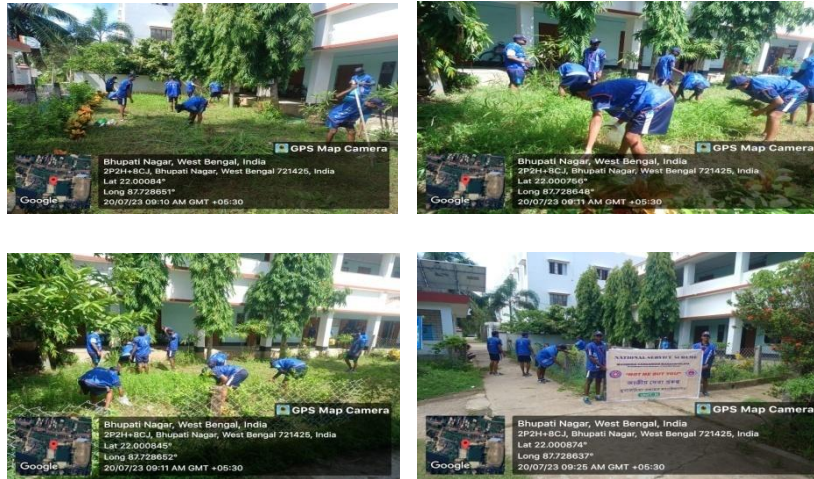 GPS Map Camera
Bhupati Nagar, West Bengal, India
2P2H+8CJ, Bhupati Nagar, West Bengal 721425, India
Lat 22.00084°
Long 87.728651°
20/07/23 09:10 AM GMT +05:30
Google
GPS Map Camera
Bhupati Nagar, West Bengal, India
2P2H+8CJ, Bhupati Nagar, West Bengal 721425, India
Lat 22.000756°
Long 87.728648°
20/07/23 09:11 AM GMT +05:30
Google
GPS Map Camera
Bhupati Nagar, West Bengal, India
2P2H+8CJ, Bhupati Nagar, West Bengal 721425, India
Lat 22.000845°
Long 87.728652°
20/07/23 09:11 AM GMT +05:30
Google
NATIONAL SERVICE SCHEME
"NOT ME BUT YOU"
জাতীয় সেবা প্রকল্প
GPS Map Camera
Bhupati Nagar, West Bengal, India
2P2H+8CJ, Bhupati Nagar, West Bengal 721425, India
Lat 22.000874°
Long 87.728637°
20/07/23 09:25 AM GMT +05:30
Google